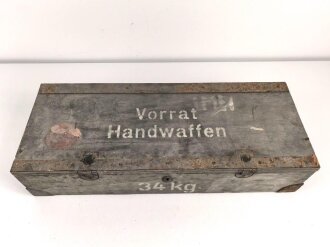 Vorrat
Handwaffen
34 kg.